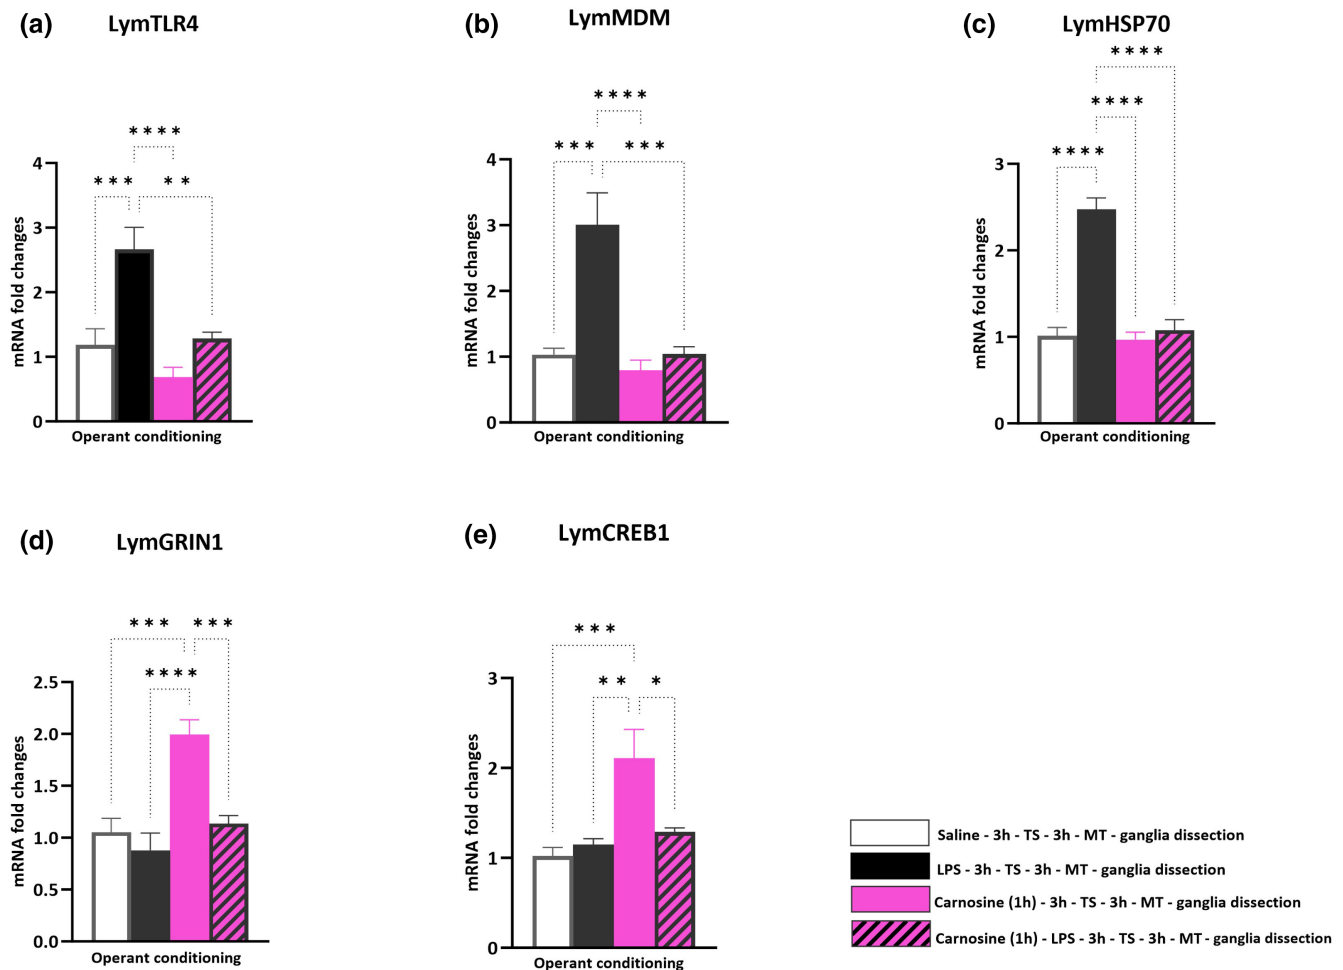 (a) LymTLR4
(b) LymMDM
(c) LymHSP70
****
***
**
4
3
2
1
0
mRNA fold changes
Operant conditioning
****
***
***
4
3
2
1
0
mRNA fold changes
Operant conditioning
****
****
****
3
2
1
0
mRNA fold changes
Operant conditioning
(d) LymGRIN1
(e) LymCREB1
***
***
****
2.5
2.0
1.5
1.0
0.5
0.0
mRNA fold changes
Operant conditioning
***
**
*
3
2
1
0
mRNA fold changes
Operant conditioning
Saline - 3h - TS - 3h - MT - ganglia dissection
LPS - 3h - TS - 3h - MT - ganglia dissection
Carnosine (1h) - 3h - TS - 3h - MT - ganglia dissection
Carnosine (1h) - LPS - 3h - TS - 3h - MT - ganglia dissection